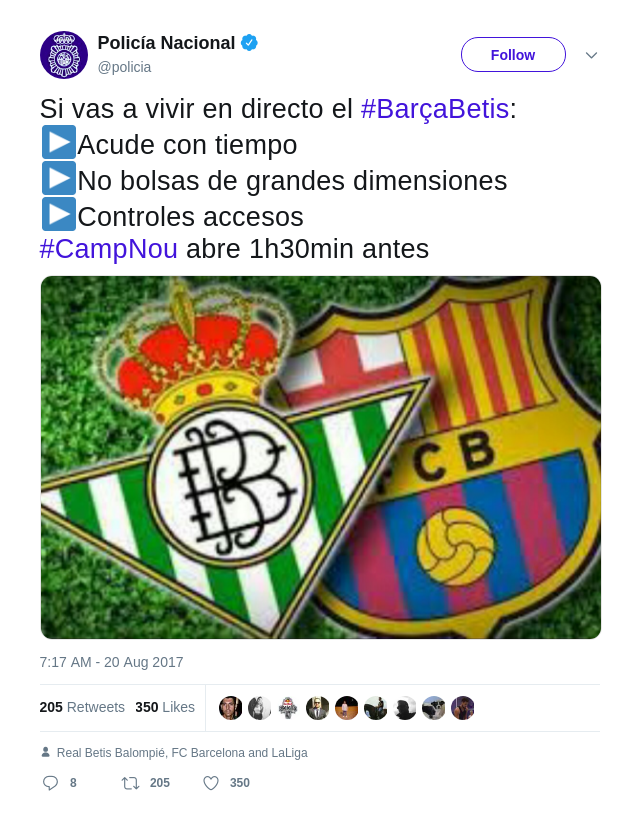 Policía Nacional
@policia
Follow
Si vas a vivir en directo el #BarçaBetis:
▶Acude con tiempo
▶No bolsas de grandes dimensiones
▶Controles accesos
#CampNou abre 1h30min antes
BB
FCB
7:17 AM - 20 Aug 2017
205 Retweets 350 Likes
Real Betis Balompié, FC Barcelona and LaLiga
8 205 350